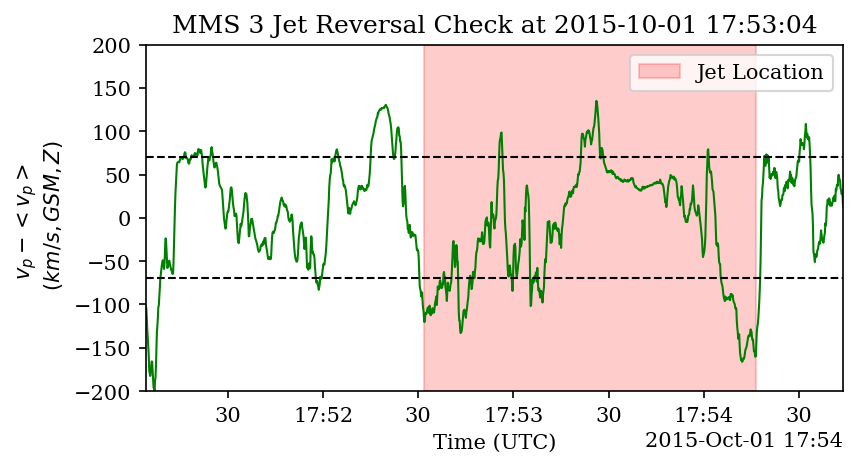 MMS 3 Jet Reversal Check at 2015-10-01 17:53:04
200
150
100
50
0
−50
−100
−150
−200
v_p − < v_p >
(km/s, GSM, Z)
Jet Location
30
17:52
30
17:53
30
17:54
30
Time (UTC)
2015-Oct-01 17:54